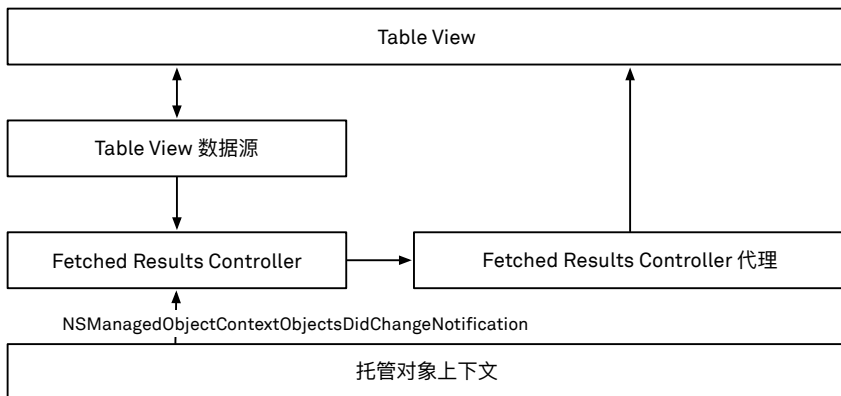 Table View
Table View 数据源
Fetched Results Controller
Fetched Results Controller 代理
NSManagedObjectContextObjectsDidChangeNotification
托管对象上下文